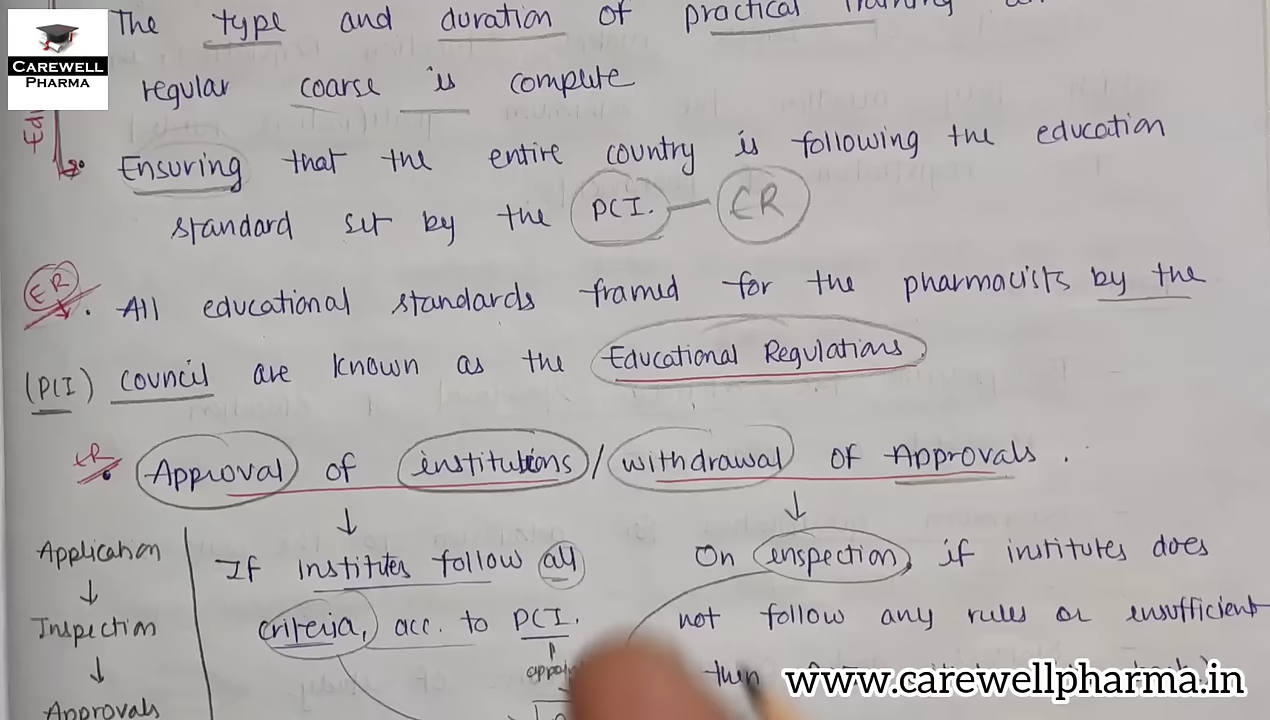 CAREWELL
PHARMA
The type and duration of practical training
regular coarse is complete
Ensuring that the entire country is following the education
standard set by the PCI. — ER
ER
All educational standards framed for the pharmacists by the
(PCI) council are known as the Educational Regulations.
ER
Approval of institutions / withdrawal of Approvals.
Application
↓
Inspection
↓
Approvals
↓
If institutes follow all
criteria, acc. to PCI.
↓
On inspection, if institutes does
not follow any rules or insufficient
then
www.carewellpharma.in